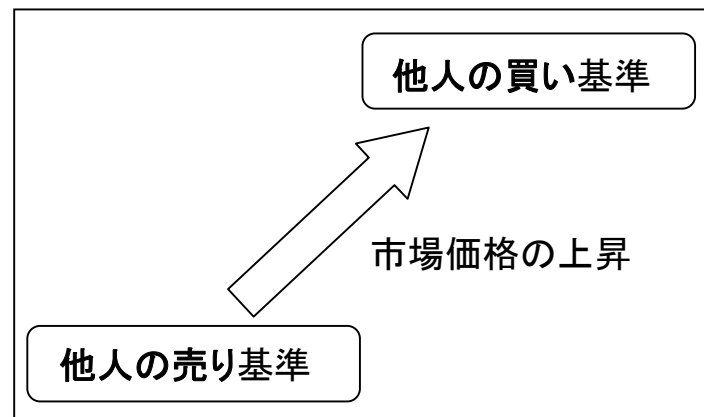 他人の買い基準
市場価格の上昇
他人の売り基準